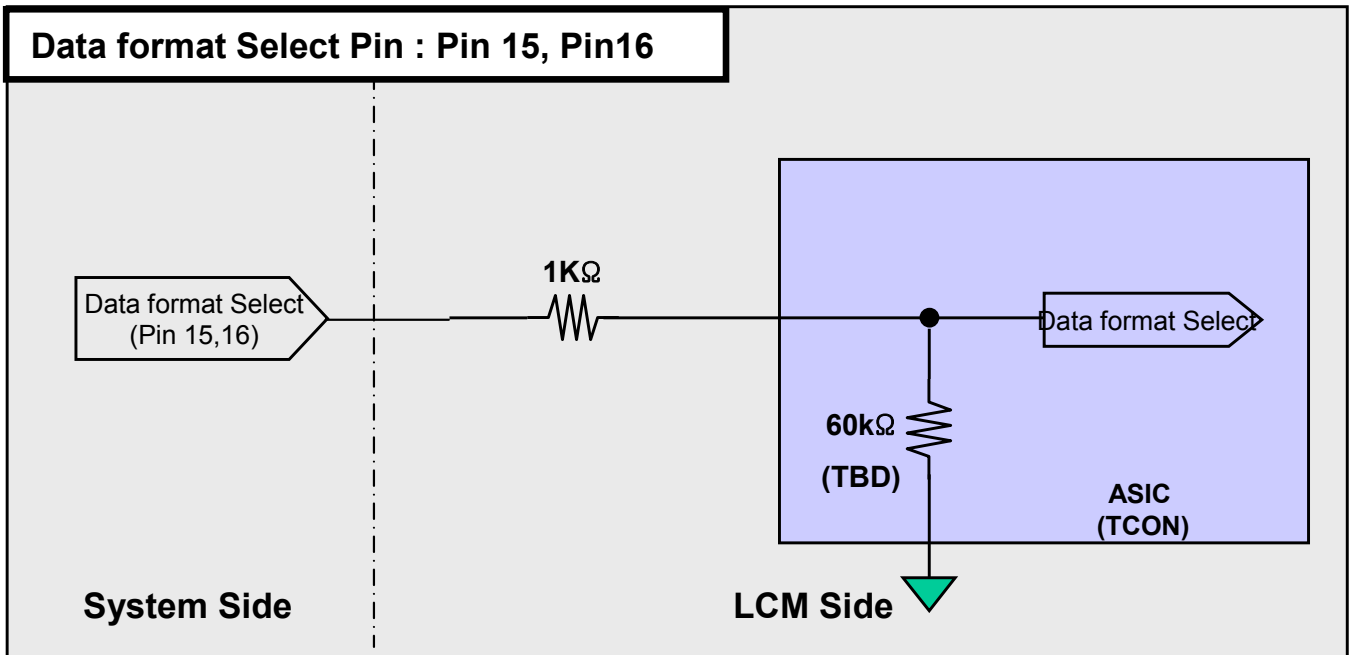 Data format Select Pin : Pin 15, Pin16
Data format Select
(Pin 15,16)
1KΩ
Data format Select
60kΩ
(TBD)
ASIC
(TCON)
System Side
LCM Side